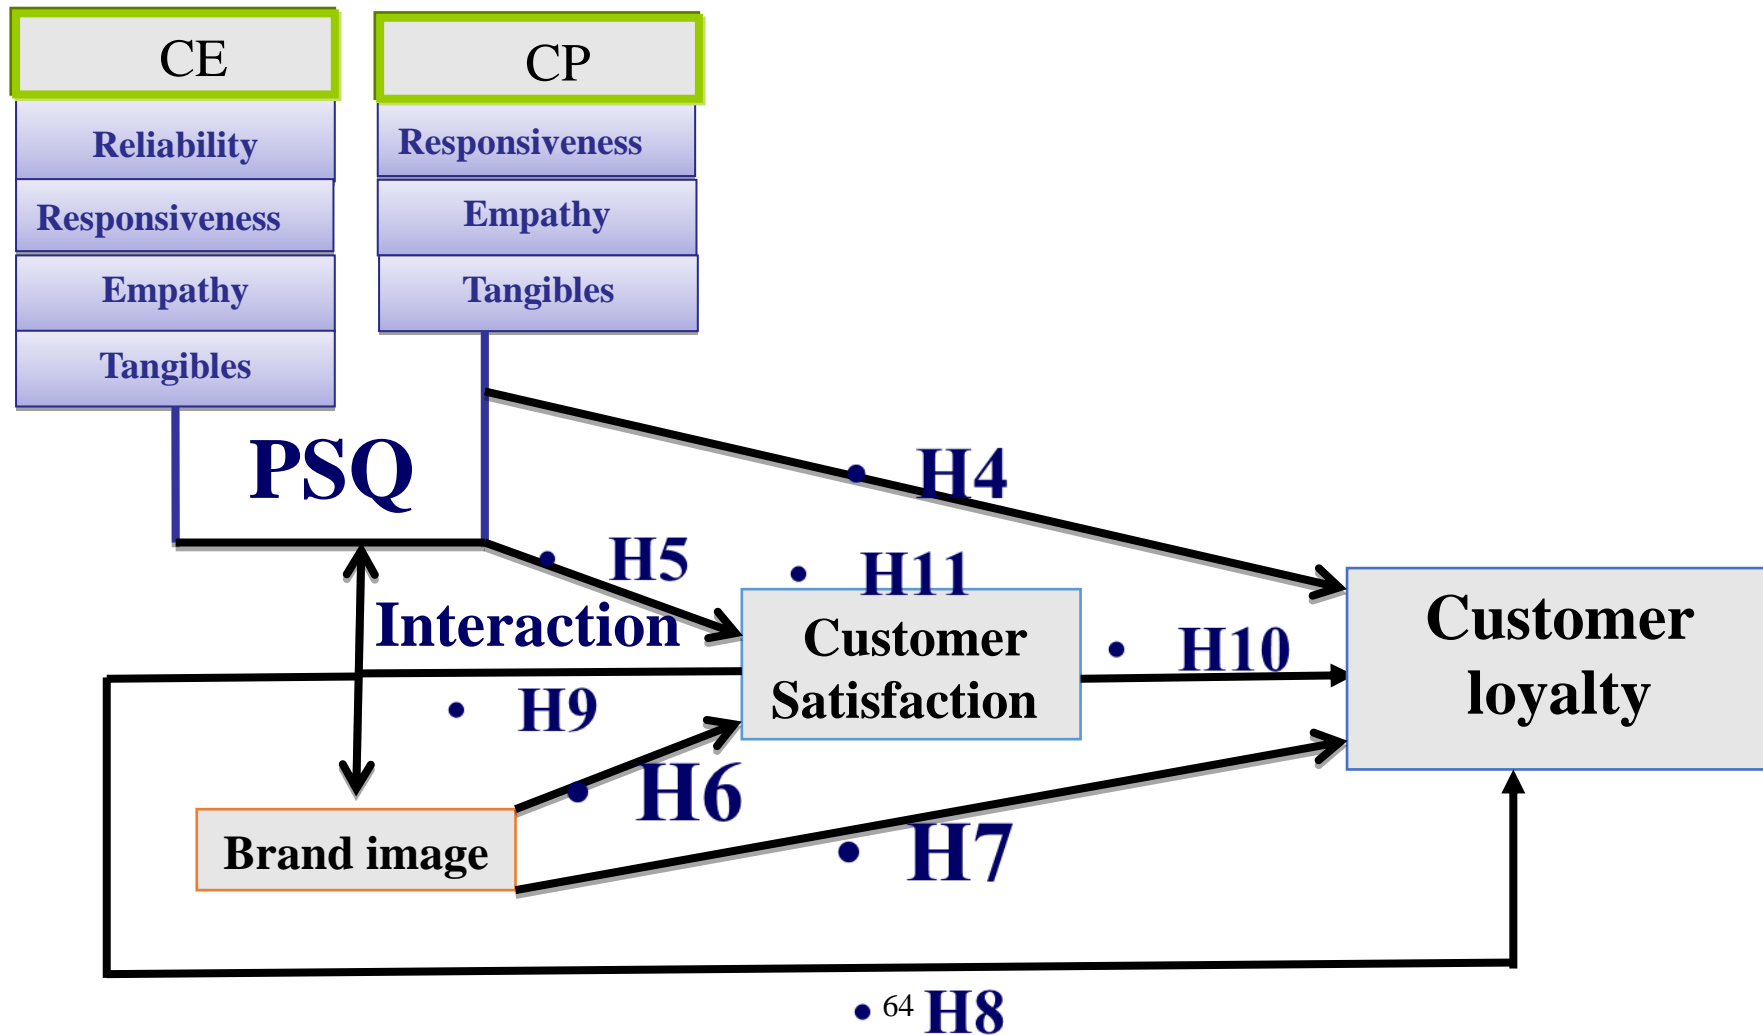 CE
CP
Reliability
Responsiveness
Empathy
Tangibles
Responsiveness
Empathy
Tangibles
PSQ
• H4
• H5
• H11
Interaction
Customer
Satisfaction
• H10
Customer
loyalty
• H9
• H6
Brand image
• H7
• 64 H8